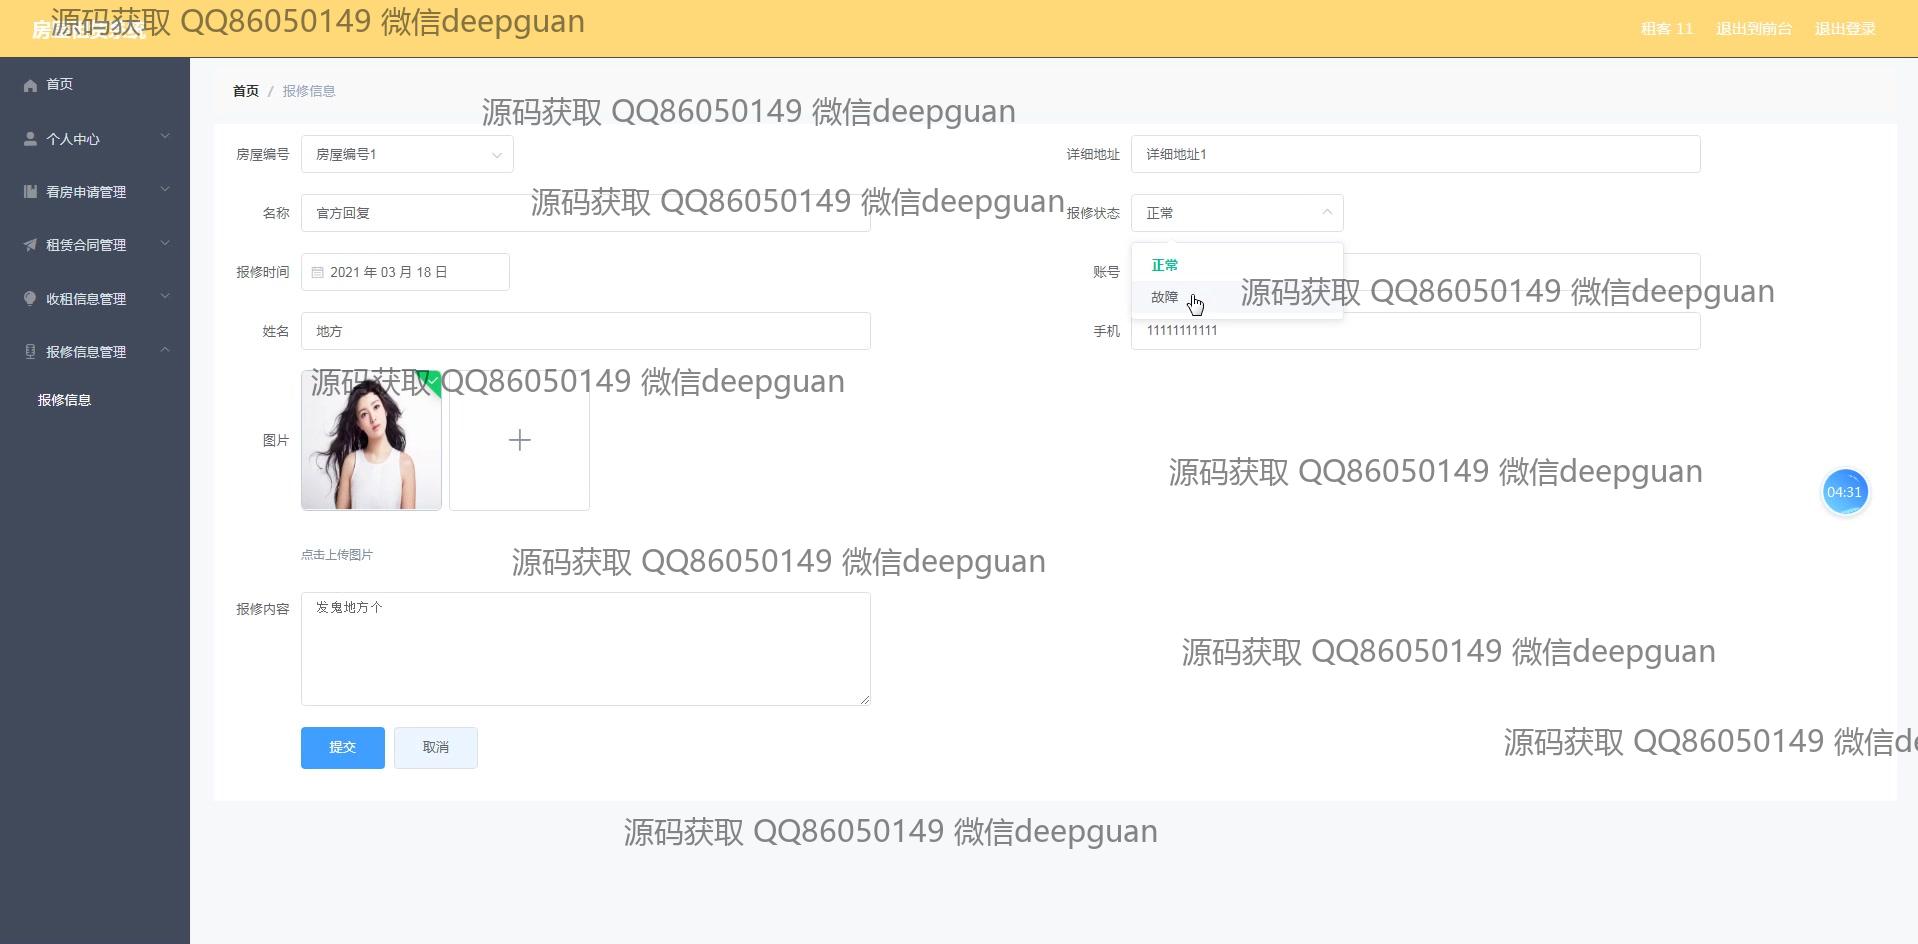 源码获取 QQ86050149 微信deepguan
租客 11 退出到前台 退出登录
首页
个人中心
看房申请管理
租赁合同管理
收租信息管理
报修信息管理
报修信息
首页 / 报修信息
源码获取 QQ86050149 微信deepguan
房屋编号 房屋编号1
详细地址 详细地址1
名称 官方回复
源码获取 QQ86050149 微信deepguan
报修状态 正常
报修时间 2021 年 03 月 18 日
账号
正常
故障
源码获取 QQ86050149 微信deepguan
姓名 地方
手机 11111111111
源码获取 QQ86050149 微信deepguan
图片
源码获取 QQ86050149 微信deepguan
04:31
点击上传图片
源码获取 QQ86050149 微信deepguan
报修内容 发鬼地方个
源码获取 QQ86050149 微信deepguan
提交 取消
源码获取 QQ86050149 微信de
源码获取 QQ86050149 微信deepguan